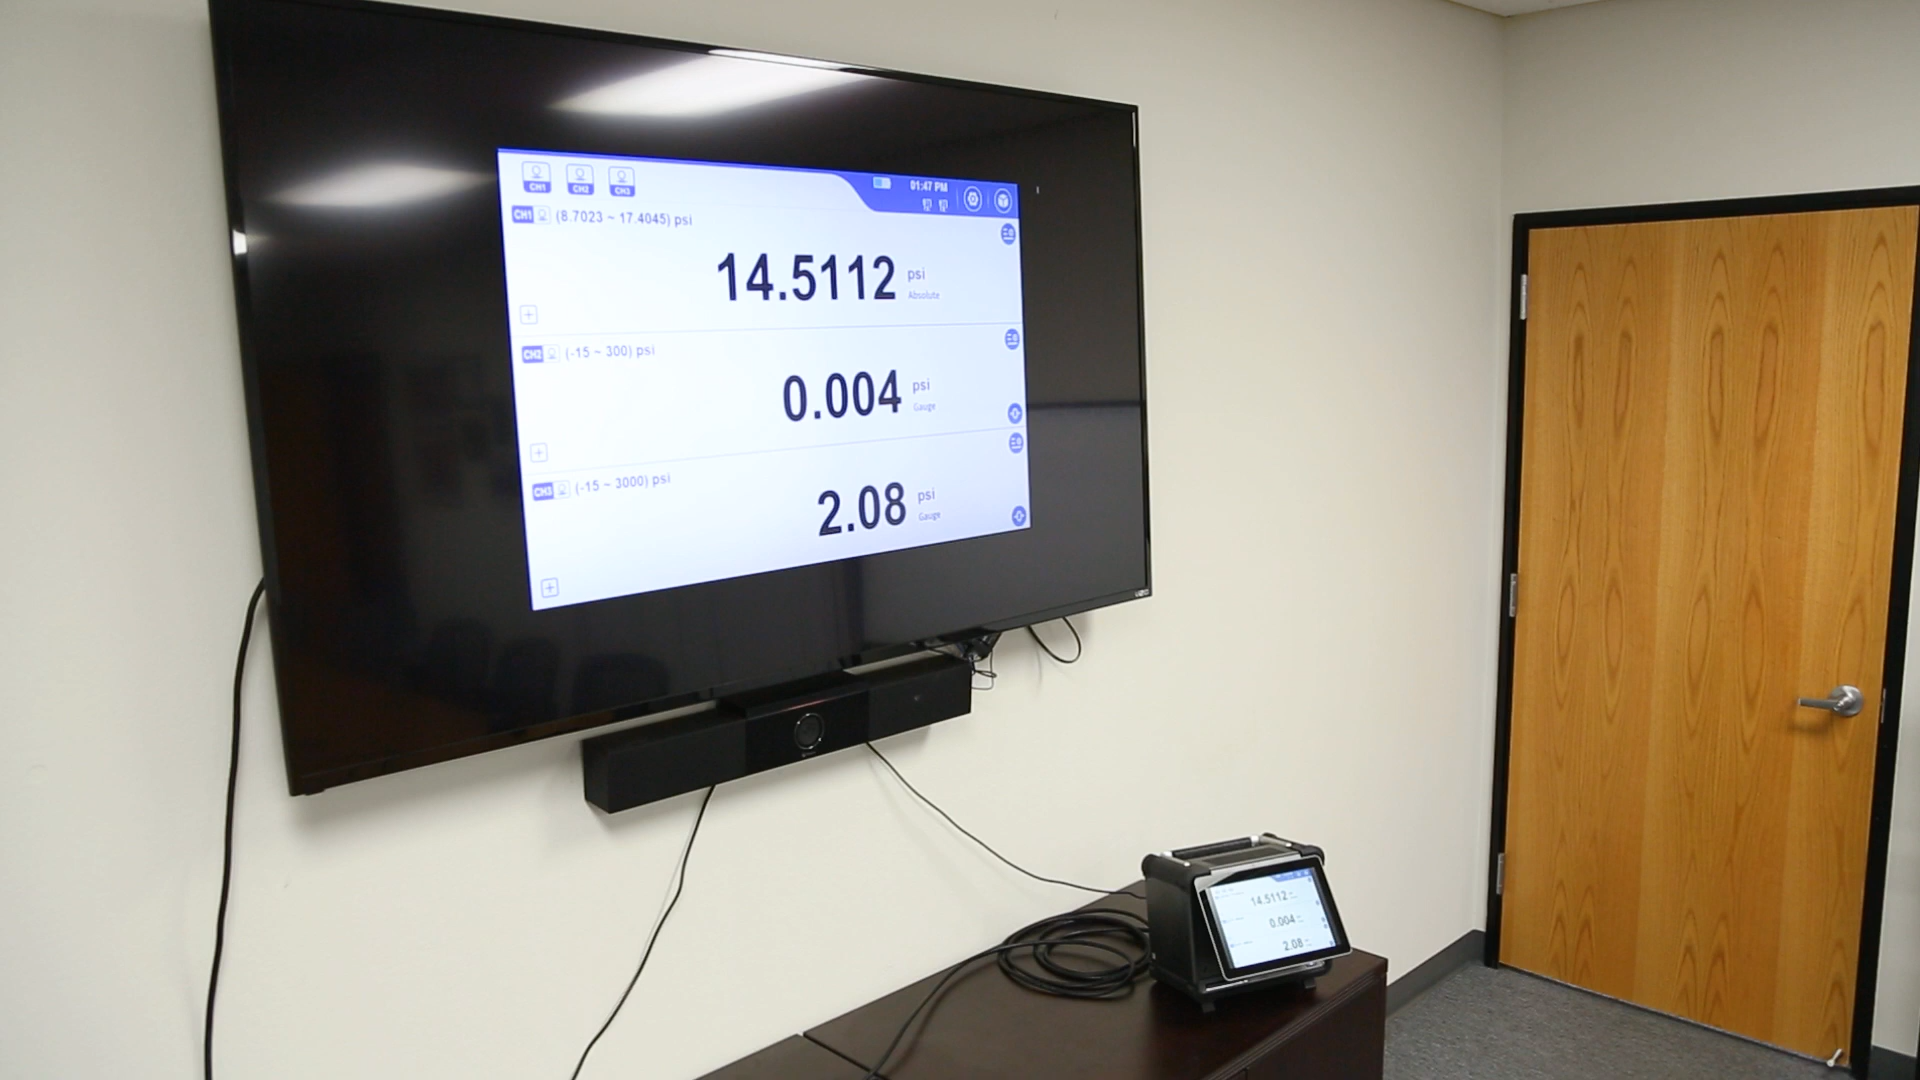 CH1 CH2 CH3
01:47 PM
CH1 (8.7023 ~ 17.4045) psi
14.5112 psi
Absolute
CH2 (-15 ~ 300) psi
0.004 psi
Gauge
CH3 (-15 ~ 3000) psi
2.08 psi
Gauge
VIZIO
14.5112
0.004
2.08